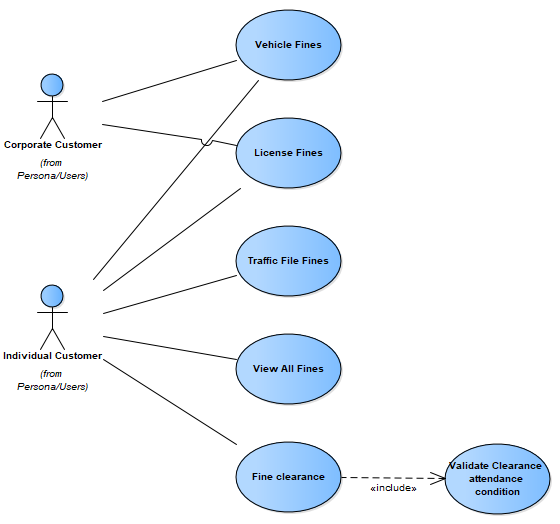 Vehicle Fines
Corporate Customer
(from
Persona/Users)
License Fines
Traffic File Fines
Individual Customer
(from
Persona/Users)
View All Fines
Fine clearance
«include»
Validate Clearance
attendance
condition